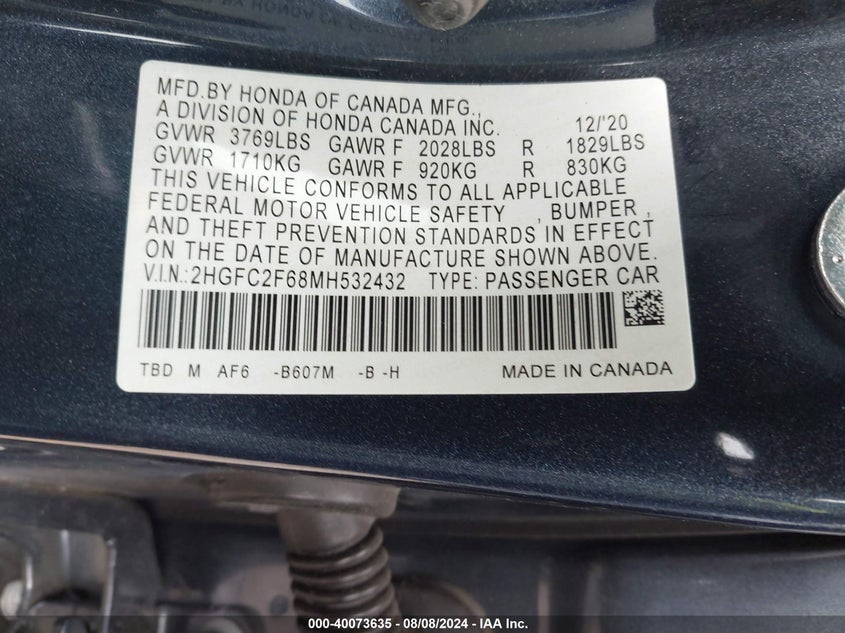 MFD.BY HONDA OF CANADA MFG.,
A DIVISION OF HONDA CANADA INC. 12/'20
GVWR 3769LBS GAWR F 2028LBS R 1829LBS
GVWR 1710KG GAWR F 920KG R 830KG
THIS VEHICLE CONFORMS TO ALL APPLICABLE
FEDERAL MOTOR VEHICLE SAFETY , BUMPER ,
AND THEFT PREVENTION STANDARDS IN EFFECT
ON THE DATE OF MANUFACTURE SHOWN ABOVE.
V.I.N.:2HGFC2F68MH532432 TYPE: PASSENGER CAR
TBD M AF6 -B607M -B -H MADE IN CANADA
000-40073635 - 08/08/2024 - IAA Inc.